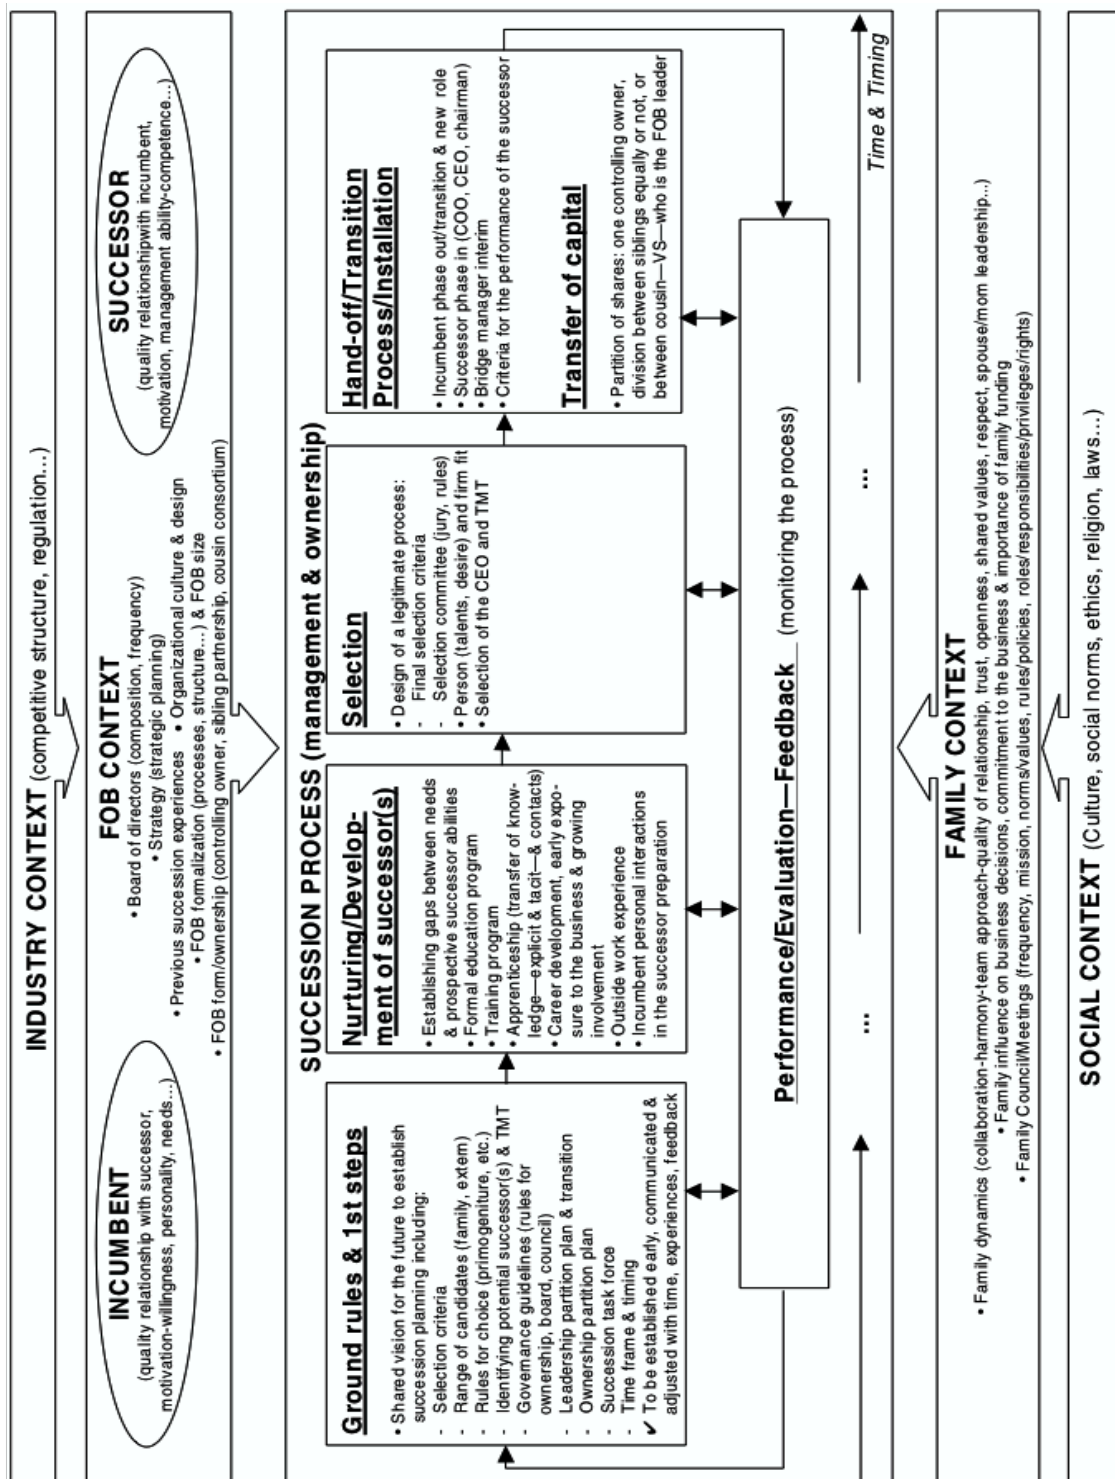 INDUSTRY CONTEXT (competitive structure, regulation...)
INCUMBENT
(quality relationship with successor,
motivation-willingness, personality, needs...)
FOB CONTEXT
• Board of directors (composition, frequency)
• Strategy (strategic planning)
• Previous succession experiences • Organizational culture & design
• FOB formalization (processes, structure...) & FOB size
• FOB form/ownership (controlling owner, sibling partnership, cousin consortium)
SUCCESSOR
(quality relationshipwith incumbent,
motivation, management ability-competence...)
SUCCESSION PROCESS (management & ownership)
Ground rules & 1st steps
• Shared vision for the future to establish
succession planning including:
- Selection criteria
- Range of candidates (family, extern)
- Rules for choice (primogeniture, etc.)
- Identifying potential successor(s) & TMT
- Governance guidelines (rules for
ownership, board, council)
- Leadership partition plan & transition
- Ownership partition plan
- Succession task force
- Time frame & timing
✔ To be established early, communicated &
adjusted with time, experiences, feedback
Nurturing/Develop-
ment of successor(s)
• Establishing gaps between needs
& prospective successor abilities
• Formal education program
• Training program
• Apprenticeship (transfer of know-
ledge—explicit & tacit—& contacts)
• Career development, early expo-
sure to the business & growing
involvement
• Outside work experience
• Incumbent personal interactions
in the successor preparation
Selection
• Design of a legitimate process:
- Final selection criteria
- Selection committee (jury, rules)
• Person (talents, desire) and firm fit
• Selection of the CEO and TMT
Hand-off/Transition
Process/Installation
• Incumbent phase out/transition & new role
• Successor phase in (COO, CEO, chairman)
• Bridge manager interim
• Criteria for the performance of the successor
Transfer of capital
• Partition of shares: one controlling owner,
division between siblings equally or not, or
between cousin—VS—who is the FOB leader
Performance/Evaluation—Feedback (monitoring the process)
...
...
Time & Timing
FAMILY CONTEXT
• Family dynamics (collaboration-harmony-team approach-quality of relationship, trust, openness, shared values, respect, spouse/mom leadership...)
• Family influence on business decisions, commitment to the business & importance of family funding
• Family Council/Meetings (frequency, mission, norms/values, rules/policies, roles/responsibilities/privileges/rights)
SOCIAL CONTEXT (Culture, social norms, ethics, religion, laws...)